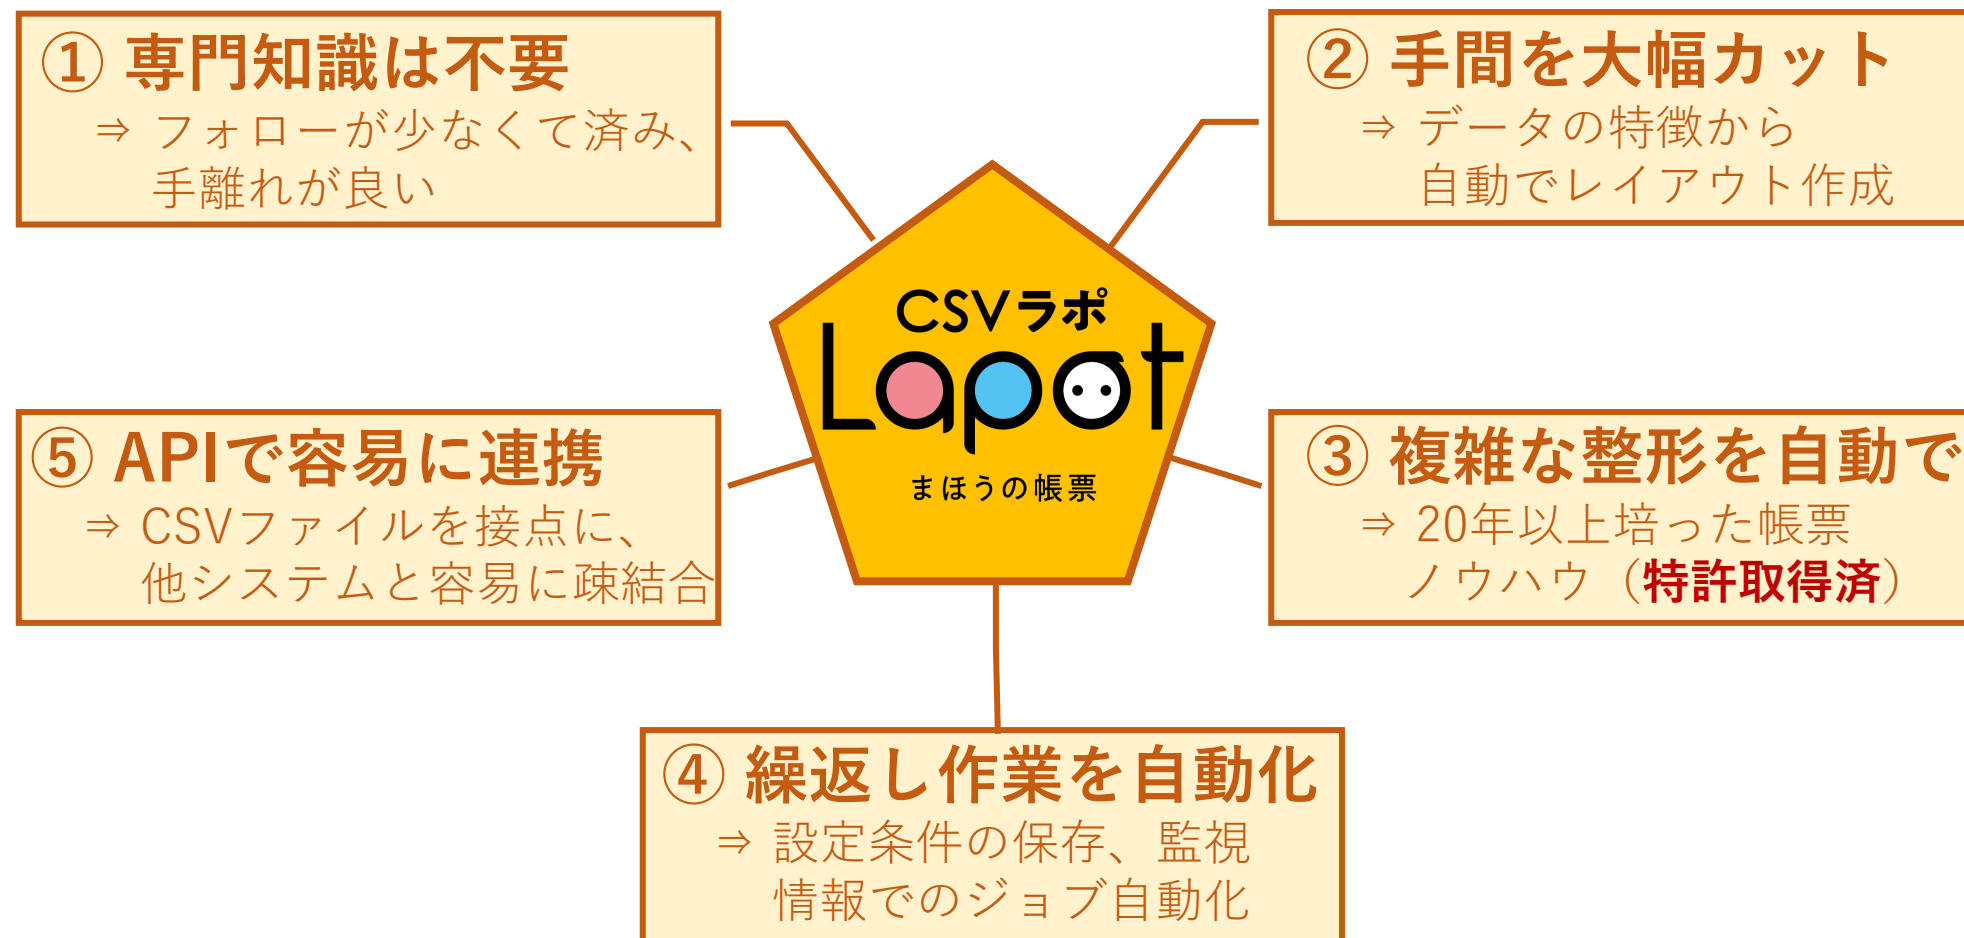 ① 専門知識は不要
⇒ フォローが少なくて済み、
手離れが良い
② 手間を大幅カット
⇒ データの特徴から
自動でレイアウト作成
CSVラポ
Lapot
まほうの帳票
⑤ APIで容易に連携
⇒ CSVファイルを接点に、
他システムと容易に疎結合
③ 複雑な整形を自動で
⇒ 20年以上培った帳票
ノウハウ（特許取得済）
④ 繰返し作業を自動化
⇒ 設定条件の保存、監視
情報でのジョブ自動化